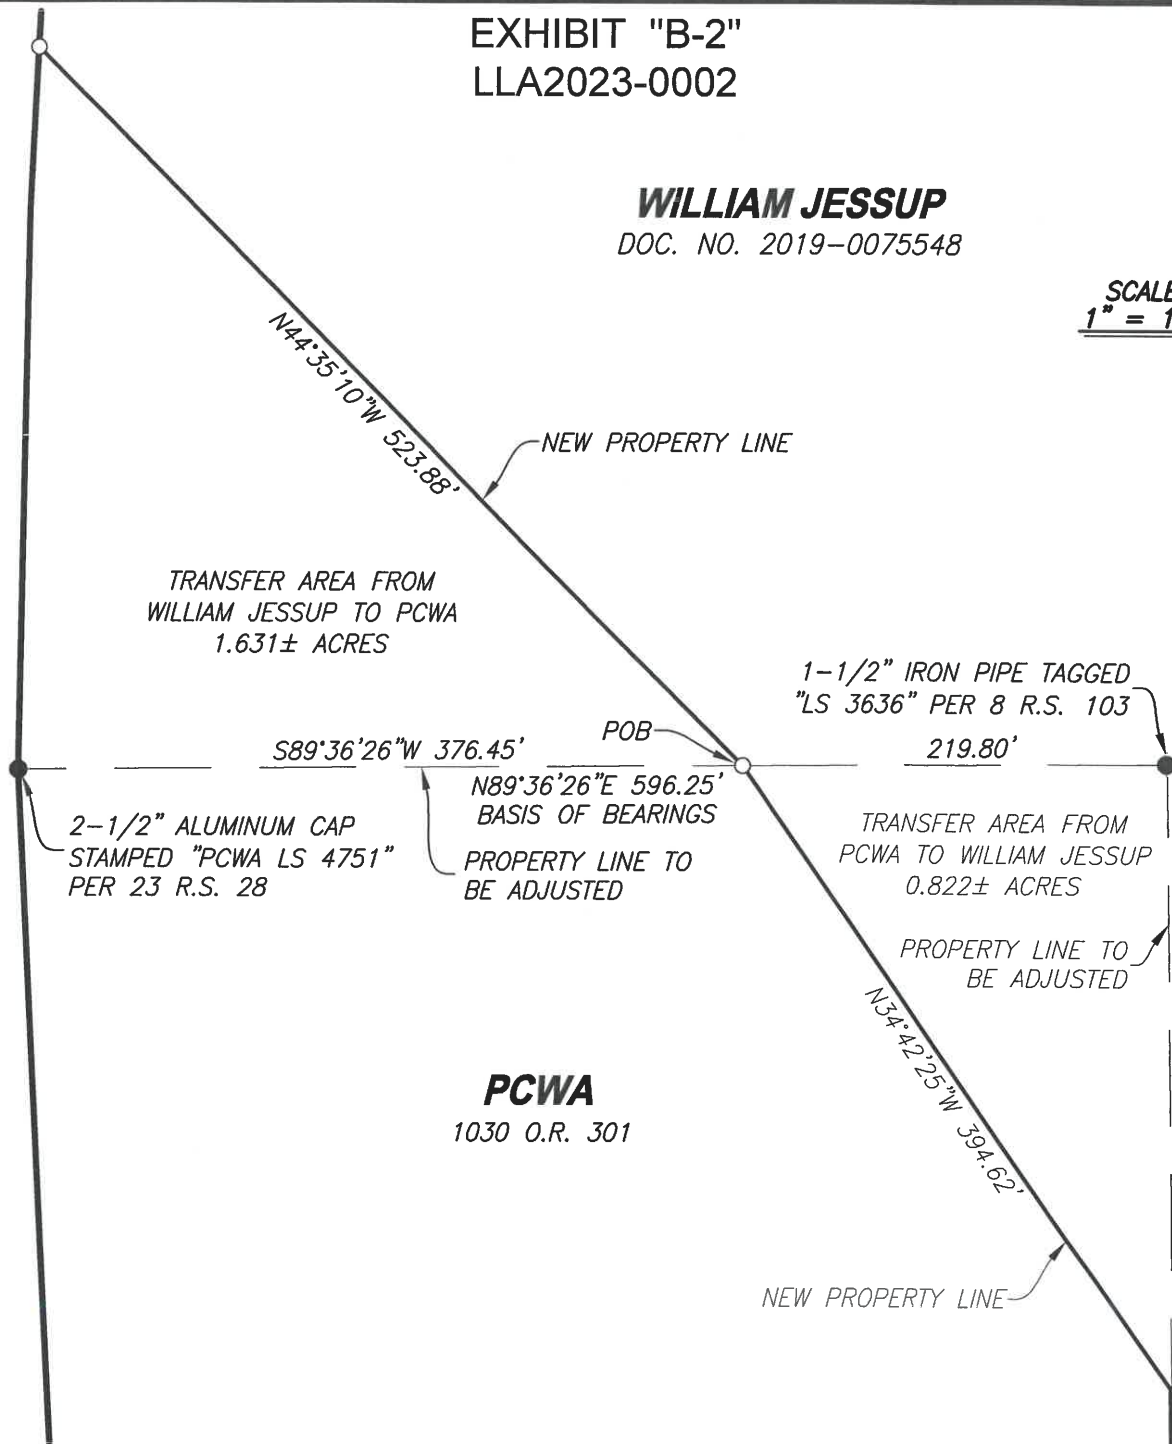 EXHIBIT "B-2"
LLA2023-0002
WILLIAM JESSUP
DOC. NO. 2019-0075548
SCALE
1" = 1
N44°35'10"W 523.88'
NEW PROPERTY LINE
TRANSFER AREA FROM
WILLIAM JESSUP TO PCWA
1.631± ACRES
1-1/2" IRON PIPE TAGGED
"LS 3636" PER 8 R.S. 103
POB
S89°36'26"W 376.45'
219.80'
N89°36'26"E 596.25'
BASIS OF BEARINGS
2-1/2" ALUMINUM CAP
STAMPED "PCWA LS 4751"
PER 23 R.S. 28
PROPERTY LINE TO
BE ADJUSTED
TRANSFER AREA FROM
PCWA TO WILLIAM JESSUP
0.822± ACRES
PROPERTY LINE TO
BE ADJUSTED
N34°42'25"W 394.62'
PCWA
1030 O.R. 301
NEW PROPERTY LINE